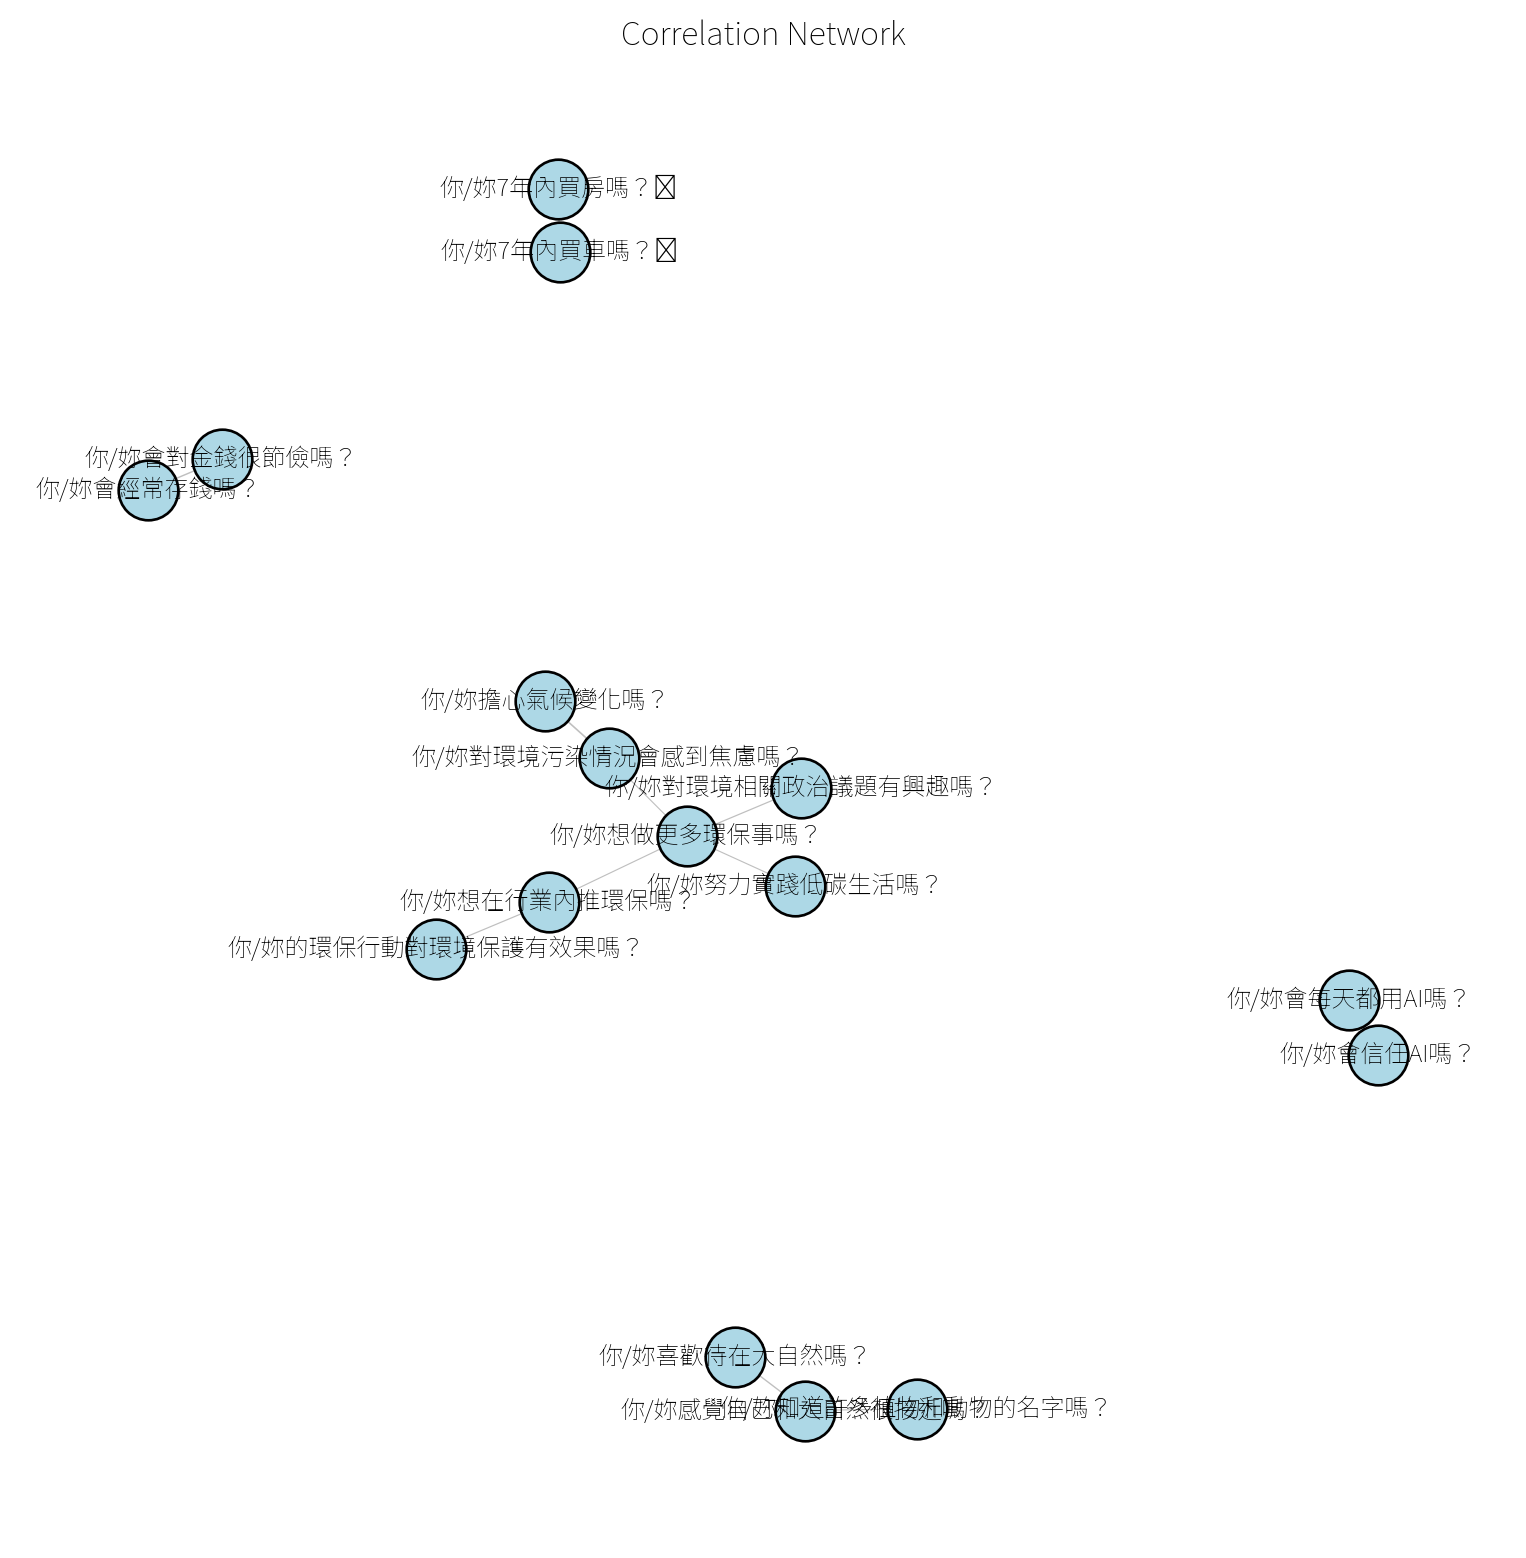 Correlation Network
你/妳7年內買房嗎？
你/妳7年內買車嗎？
你/妳會對金錢很節儉嗎？
你/妳會經常存錢嗎？
你/妳擔心氣候變化嗎？
你/妳對環境污染情況會感到焦慮嗎？
你/妳對環境相關政治議題有興趣嗎？
你/妳想做更多環保事嗎？
你/妳努力實踐低碳生活嗎？
你/妳想在行業內推環保嗎？
你/妳的環保行動對環境保護有效果嗎？
你/妳會每天都用AI嗎？
你/妳會信任AI嗎？
你/妳喜歡待在大自然嗎？
你/妳感覺自己和大自然很接近嗎？
你/妳知道許多植物和動物的名字嗎？